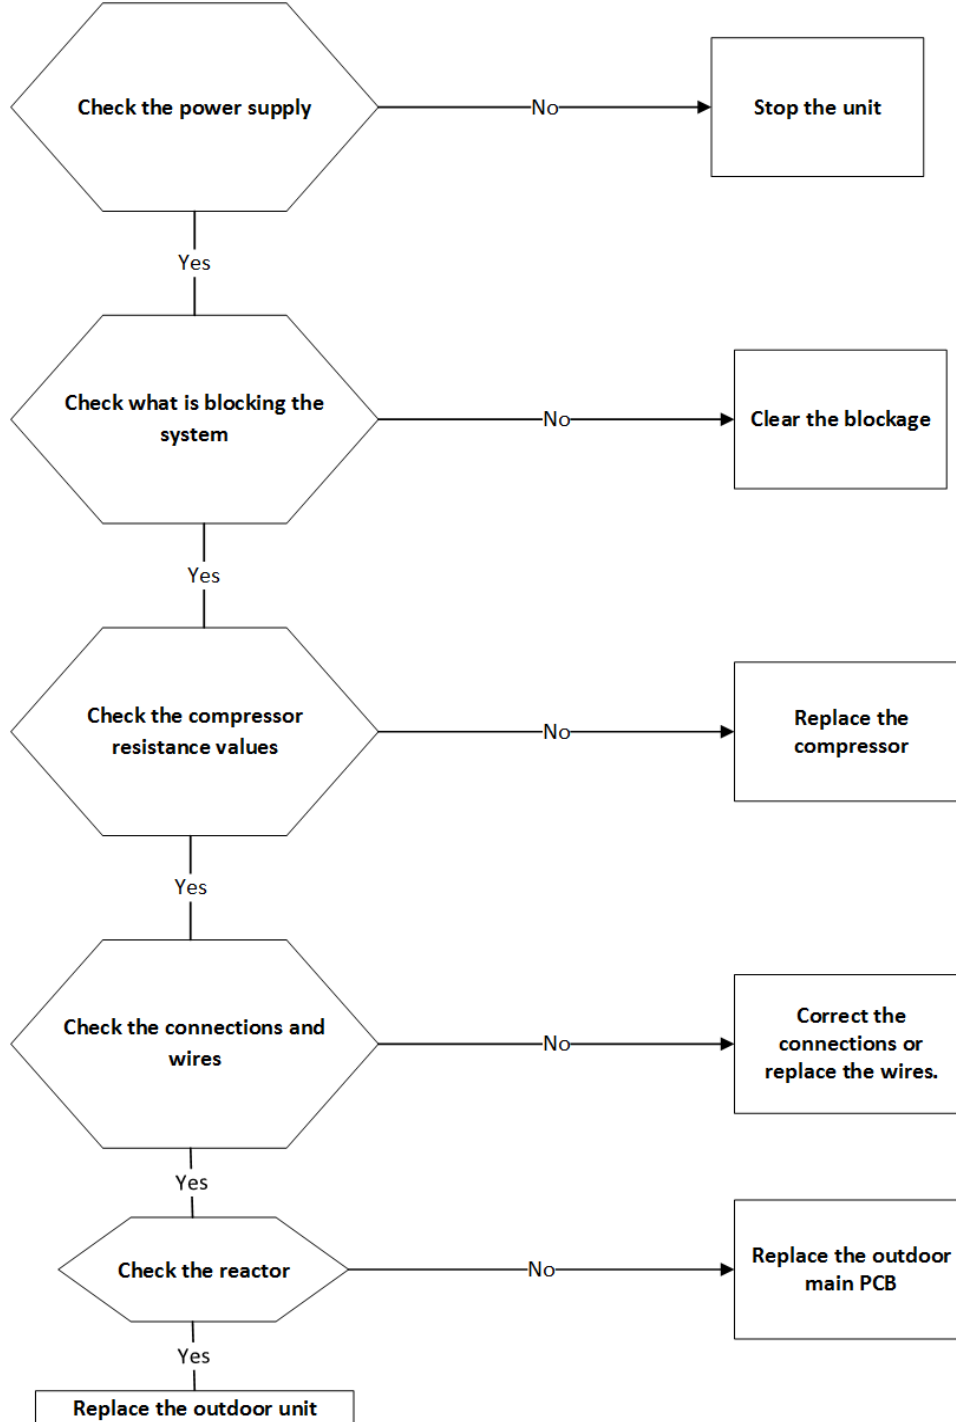 Check the power supply
No
Stop the unit
Yes
Check what is blocking the
system
No
Clear the blockage
Yes
Check the compressor
resistance values
No
Replace the
compressor
Yes
Check the connections and
wires
No
Correct the
connections or
replace the wires.
Yes
Check the reactor
No
Replace the outdoor
main PCB
Yes
Replace the outdoor unit